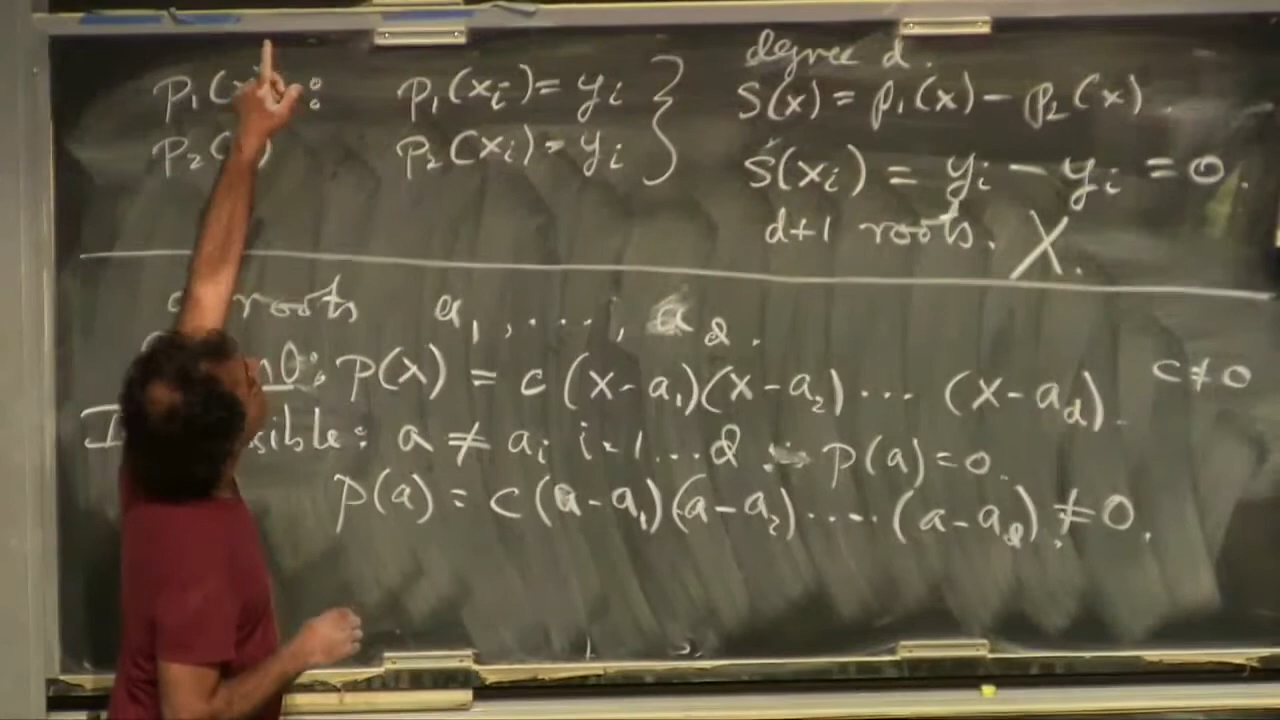 degree d.
p₁(x): p₁(xᵢ) = yᵢ } S(x) = p₁(x) - p₂(x).
p₂( ) p₂(xᵢ) = yᵢ S(xᵢ) = yᵢ - yᵢ = 0.
d+1 roots. X.
roots a₁, ...., a_d.
p(x) = c (x-a₁)(x-a₂) ... (x-a_d). c ≠ 0
a ≠ aᵢ i=1...d p(a)=0.
p(a) = c(a-a₁)(a-a₂) ..... (a-a_d) ≠ 0.